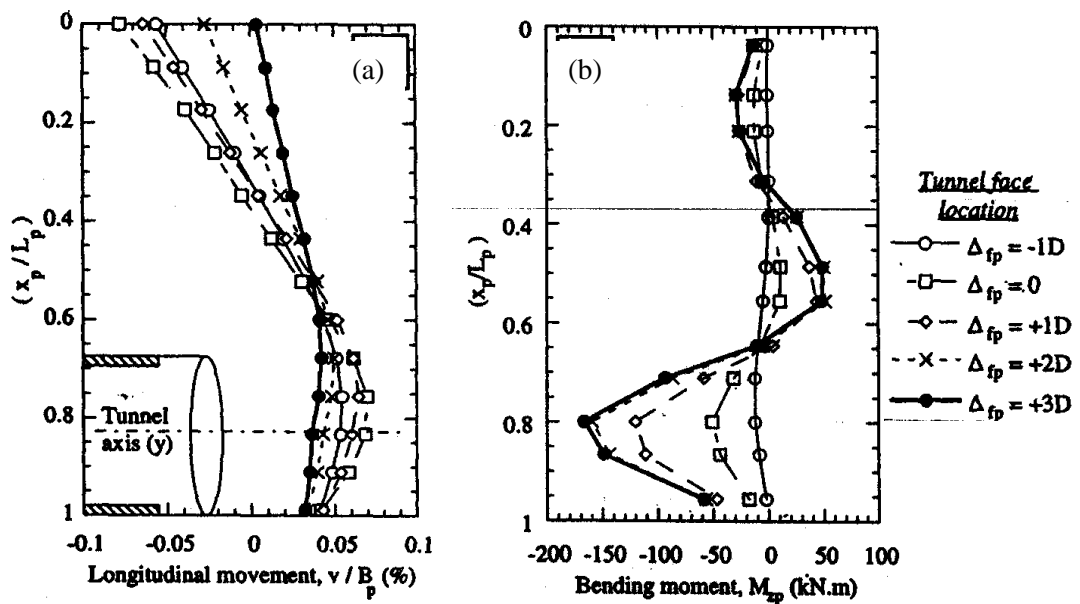 0
0.2
0.4
0.6
0.8
1
(x_p/L_p)
(a)
Tunnel
axis (y)
-0.1
-0.05
0
0.05
0.1
Longitudinal movement, v / B_p (%)
0
0.2
0.4
0.6
0.8
1
(x_p/L_p)
(b)
-200
-150
-100
-50
0
50
100
Bending moment, M_zp (kN.m)
Tunnel face
location
Δ_fp = -1D
Δ_fp = 0
Δ_fp = +1D
Δ_fp = +2D
Δ_fp = +3D